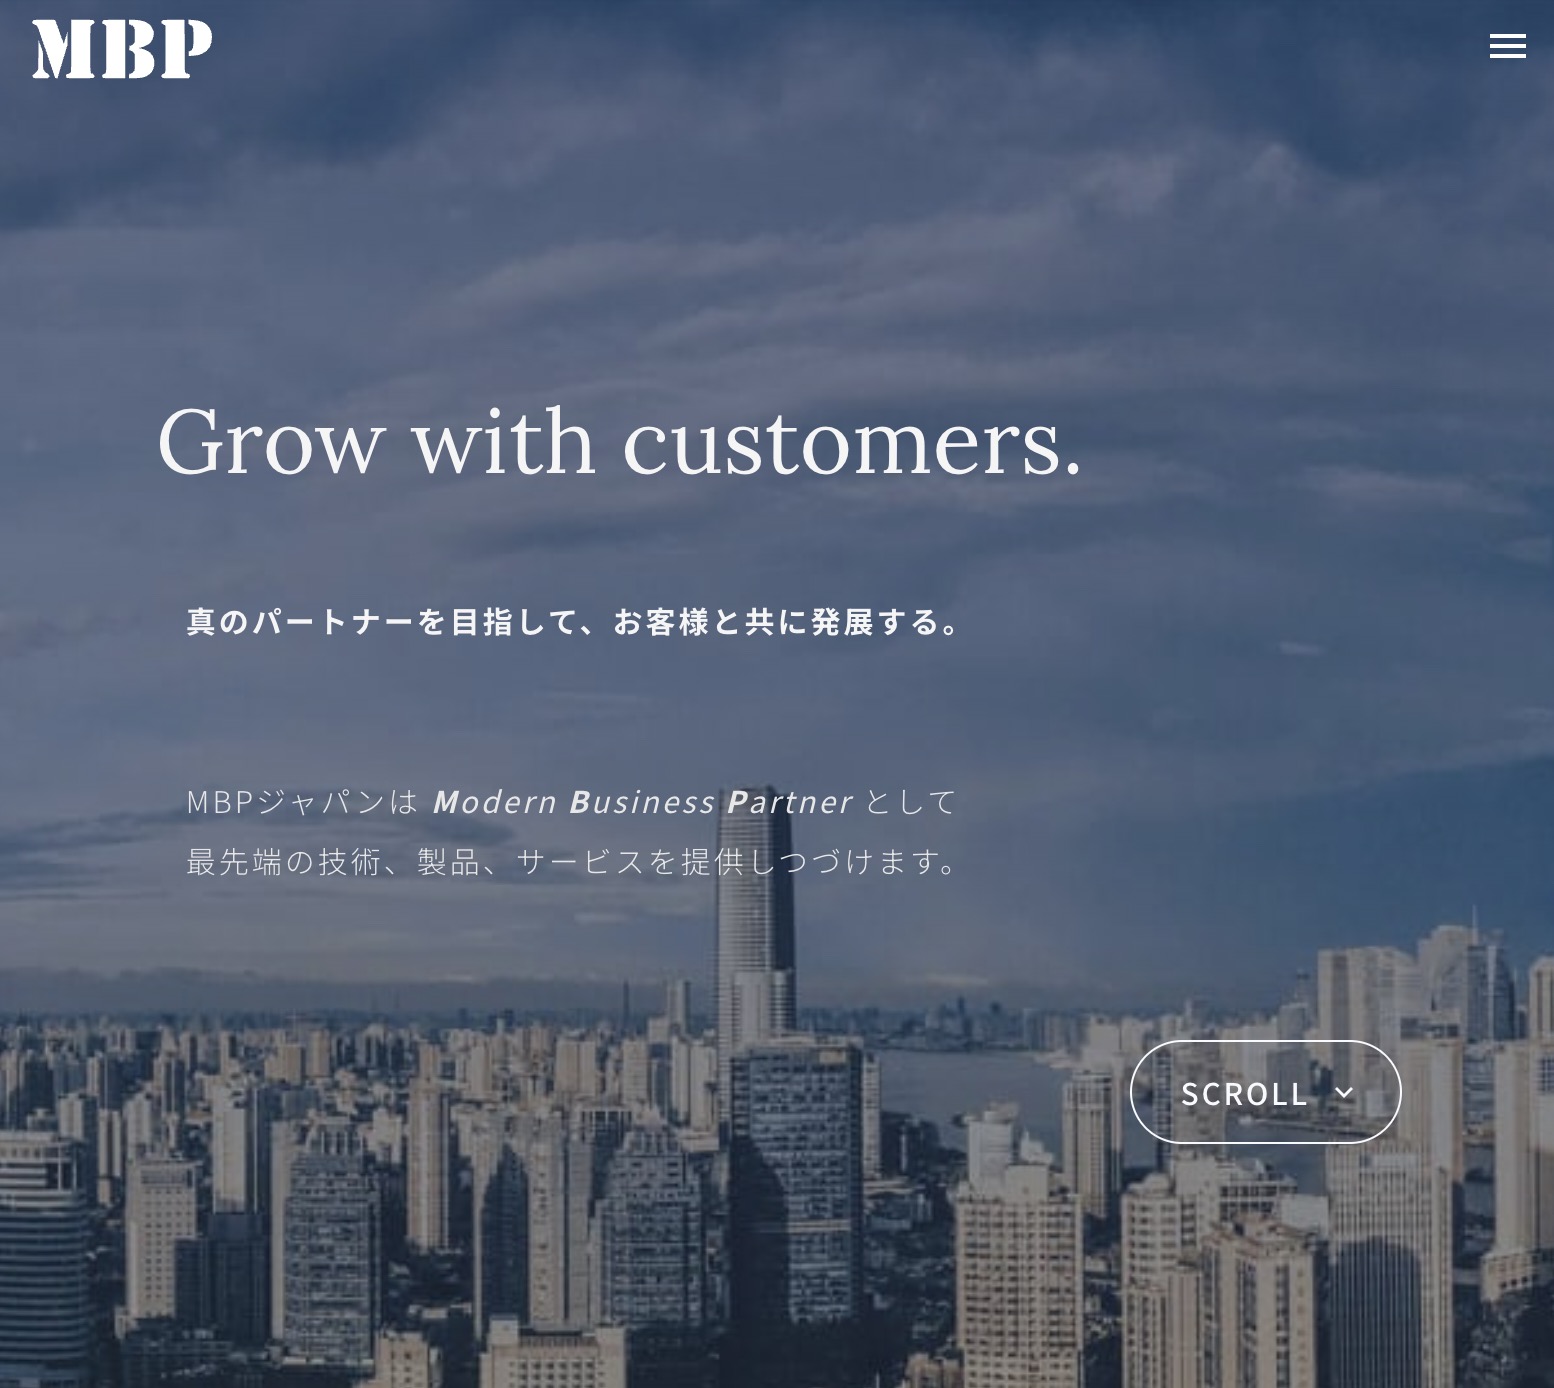 MBP
Grow with customers.
真のパートナーを目指して、お客様と共に発展する。
MBPジャパンは Modern Business Partner として
最先端の技術、製品、サービスを提供しつづけます。
SCROLL